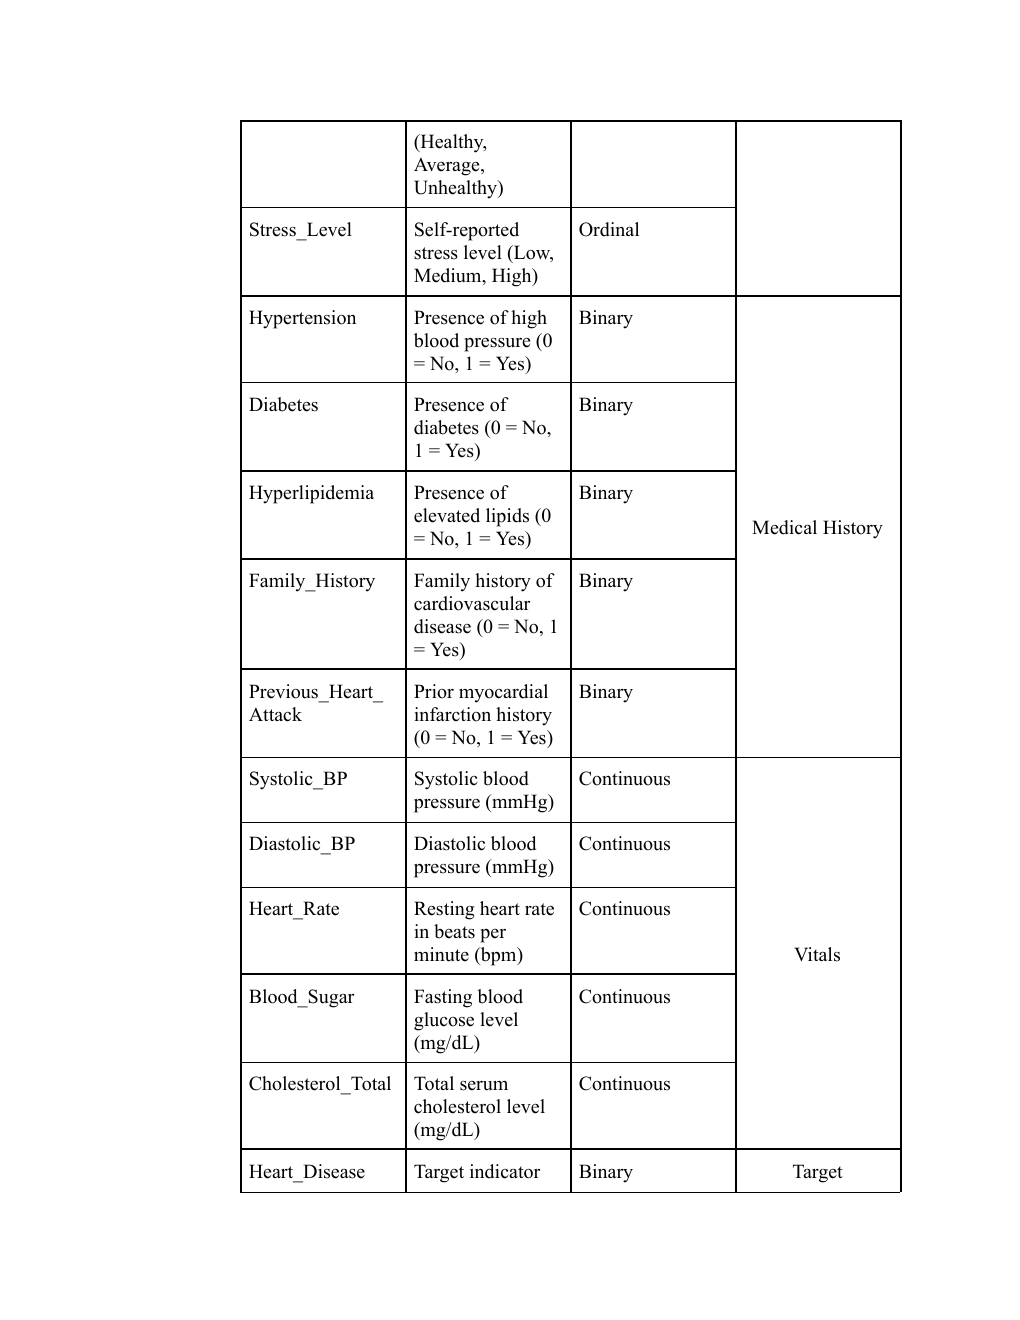 (Healthy,
Average,
Unhealthy)
Stress_Level
Self-reported
stress level (Low,
Medium, High)
Ordinal
Hypertension
Presence of high
blood pressure (0
= No, 1 = Yes)
Binary
Diabetes
Presence of
diabetes (0 = No,
1 = Yes)
Binary
Hyperlipidemia
Presence of
elevated lipids (0
= No, 1 = Yes)
Binary
Family_History
Family history of
cardiovascular
disease (0 = No, 1
= Yes)
Binary
Previous_Heart_
Attack
Prior myocardial
infarction history
(0 = No, 1 = Yes)
Binary
Medical History
Systolic_BP
Systolic blood
pressure (mmHg)
Continuous
Diastolic_BP
Diastolic blood
pressure (mmHg)
Continuous
Heart_Rate
Resting heart rate
in beats per
minute (bpm)
Continuous
Blood_Sugar
Fasting blood
glucose level
(mg/dL)
Continuous
Cholesterol_Total
Total serum
cholesterol level
(mg/dL)
Continuous
Vitals
Heart_Disease
Target indicator
Binary
Target